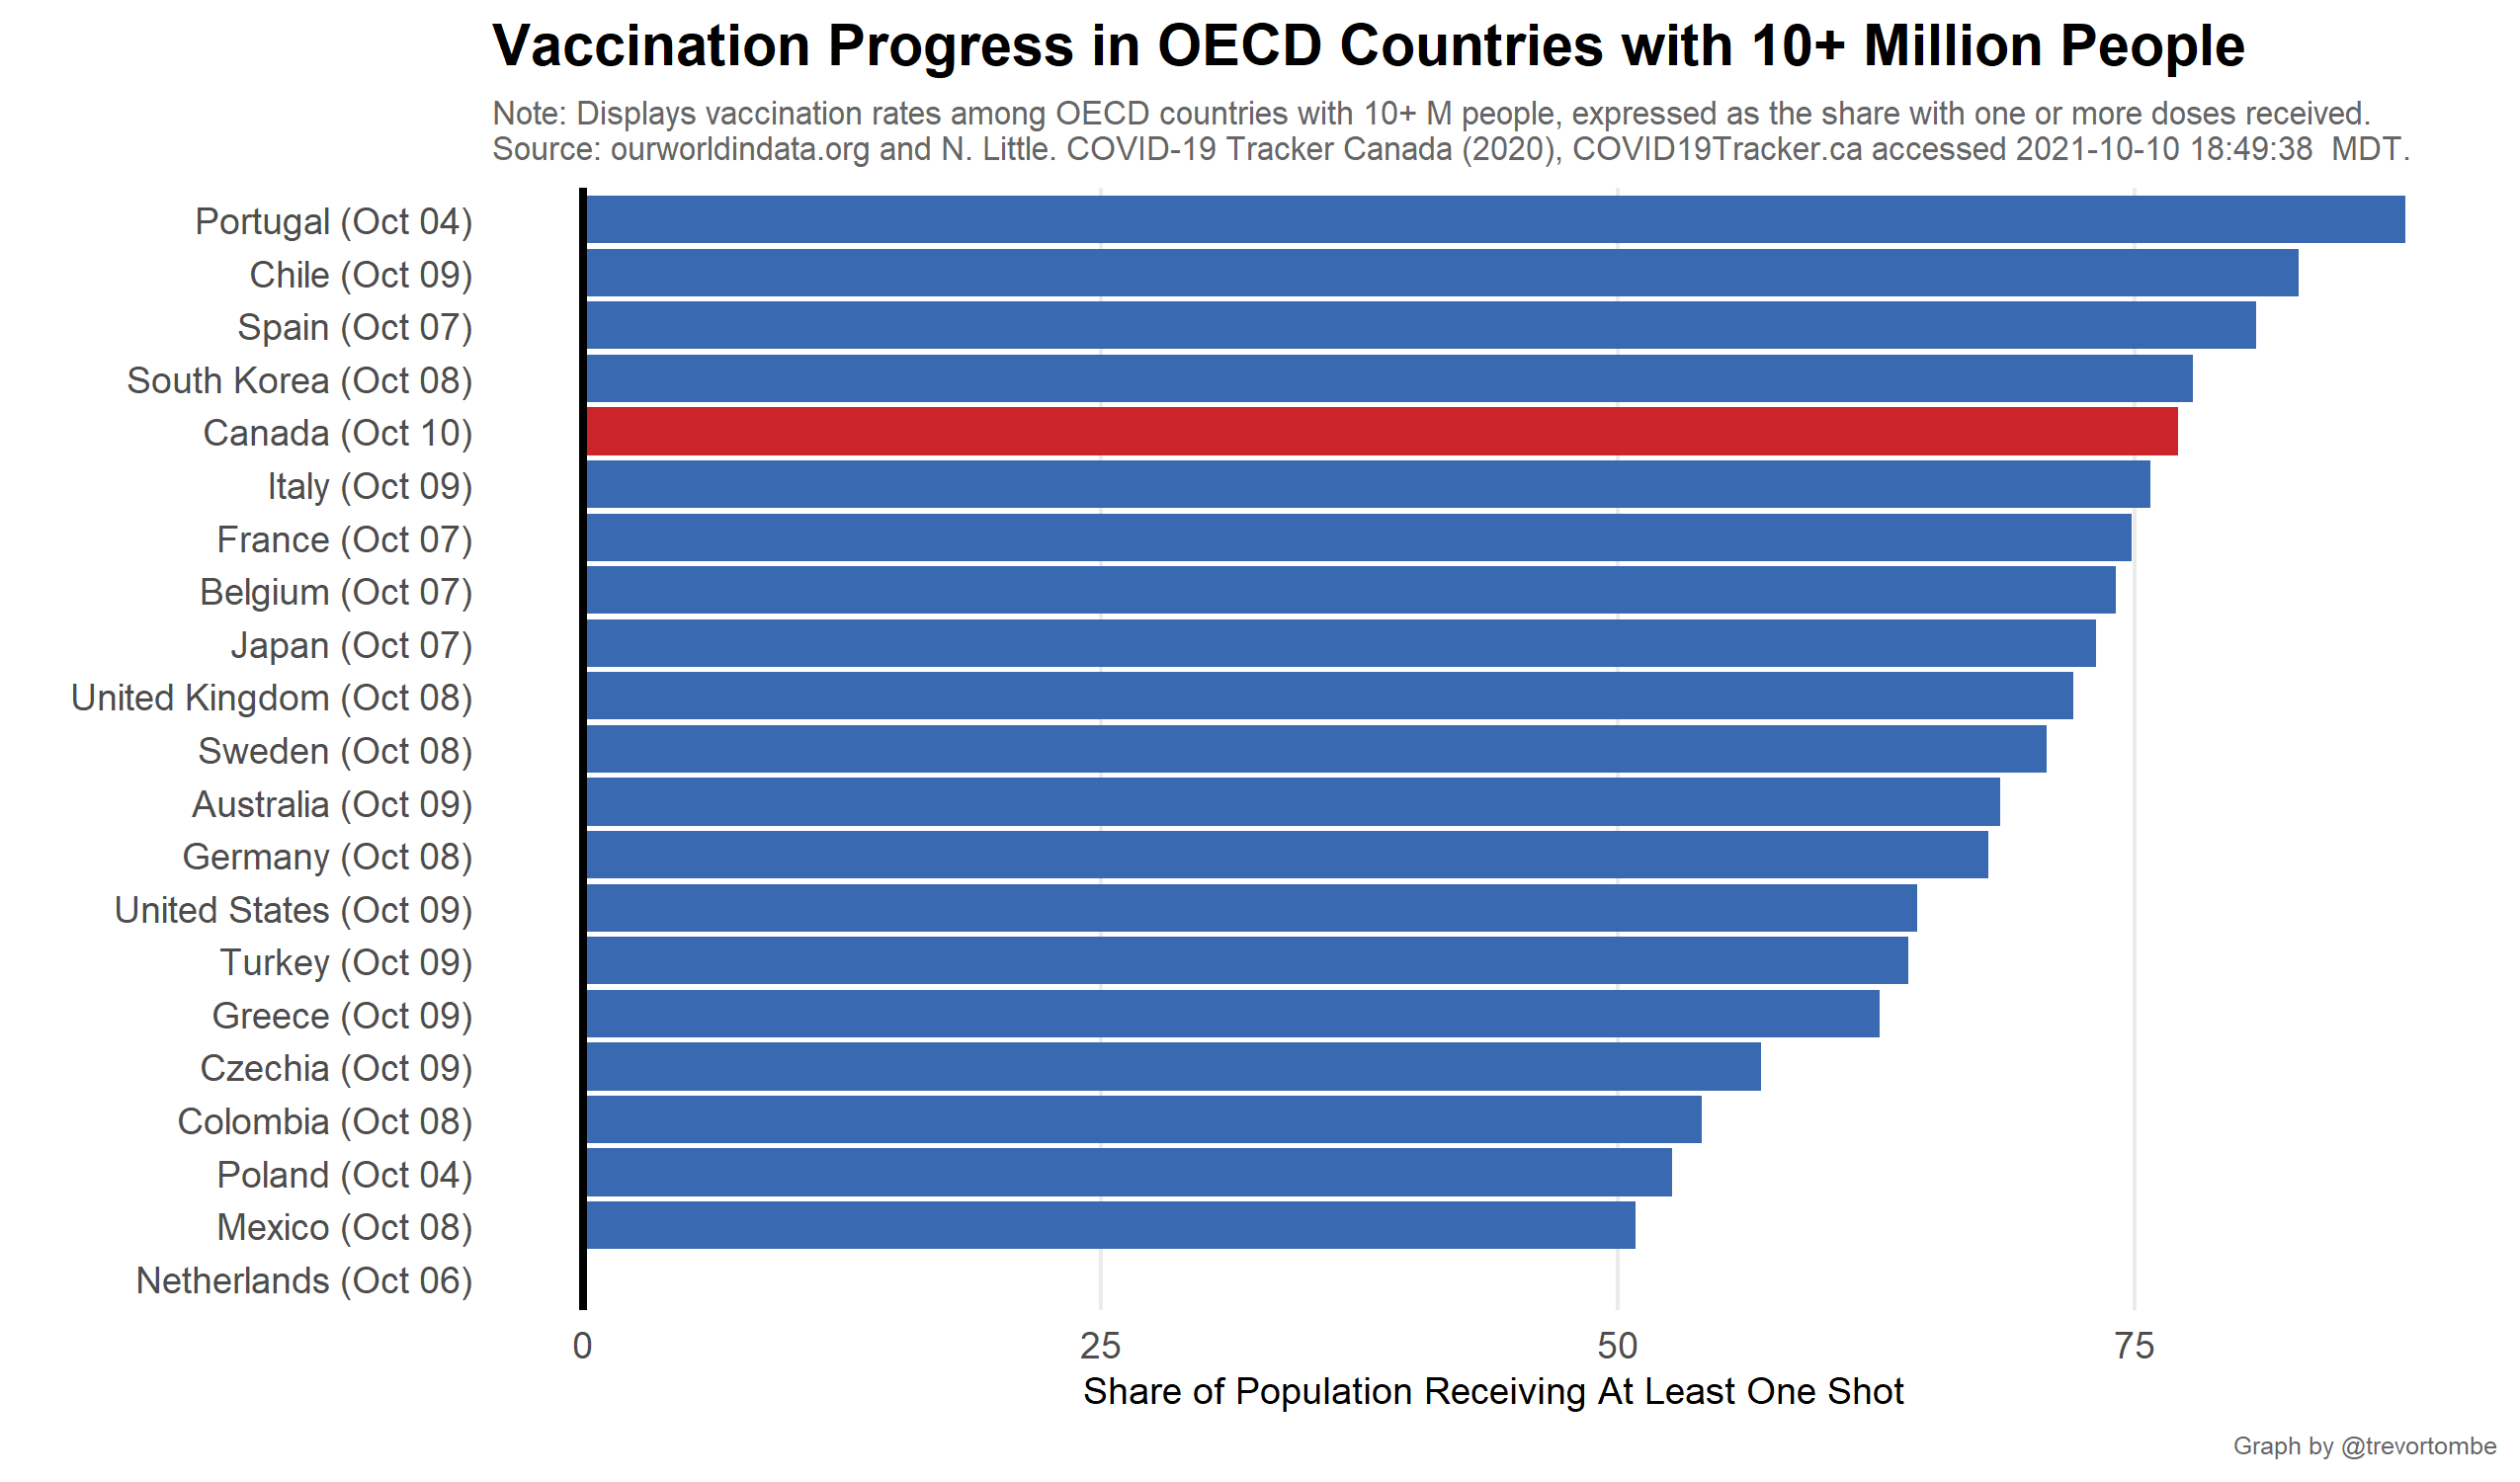 Vaccination Progress in OECD Countries with 10+ Million People
Note: Displays vaccination rates among OECD countries with 10+ M people, expressed as the share with one or more doses received.
Source: ourworldindata.org and N. Little. COVID-19 Tracker Canada (2020), COVID19Tracker.ca accessed 2021-10-10 18:49:38  MDT.
Portugal (Oct 04)
Chile (Oct 09)
Spain (Oct 07)
South Korea (Oct 08)
Canada (Oct 10)
Italy (Oct 09)
France (Oct 07)
Belgium (Oct 07)
Japan (Oct 07)
United Kingdom (Oct 08)
Sweden (Oct 08)
Australia (Oct 09)
Germany (Oct 08)
United States (Oct 09)
Turkey (Oct 09)
Greece (Oct 09)
Czechia (Oct 09)
Colombia (Oct 08)
Poland (Oct 04)
Mexico (Oct 08)
Netherlands (Oct 06)
0 25 50 75
Share of Population Receiving At Least One Shot
Graph by @trevortombe